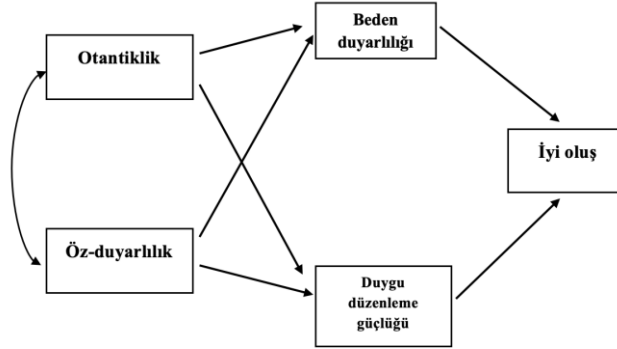 Otantiklik
Beden
duyarlılığı
İyi oluş
Öz-duyarlılık
Duygu
düzenleme
güçlüğü